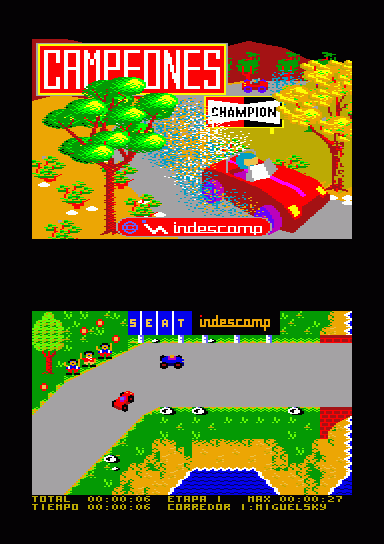 CAMPEONES
CHAMPION
indescomp
SEAT indescomp
TOTAL 00:00:06 ETAPA 1 MAX 00:00:27
TIEMPO 00:00:06 CORREDOR 1:MIGUELSKY